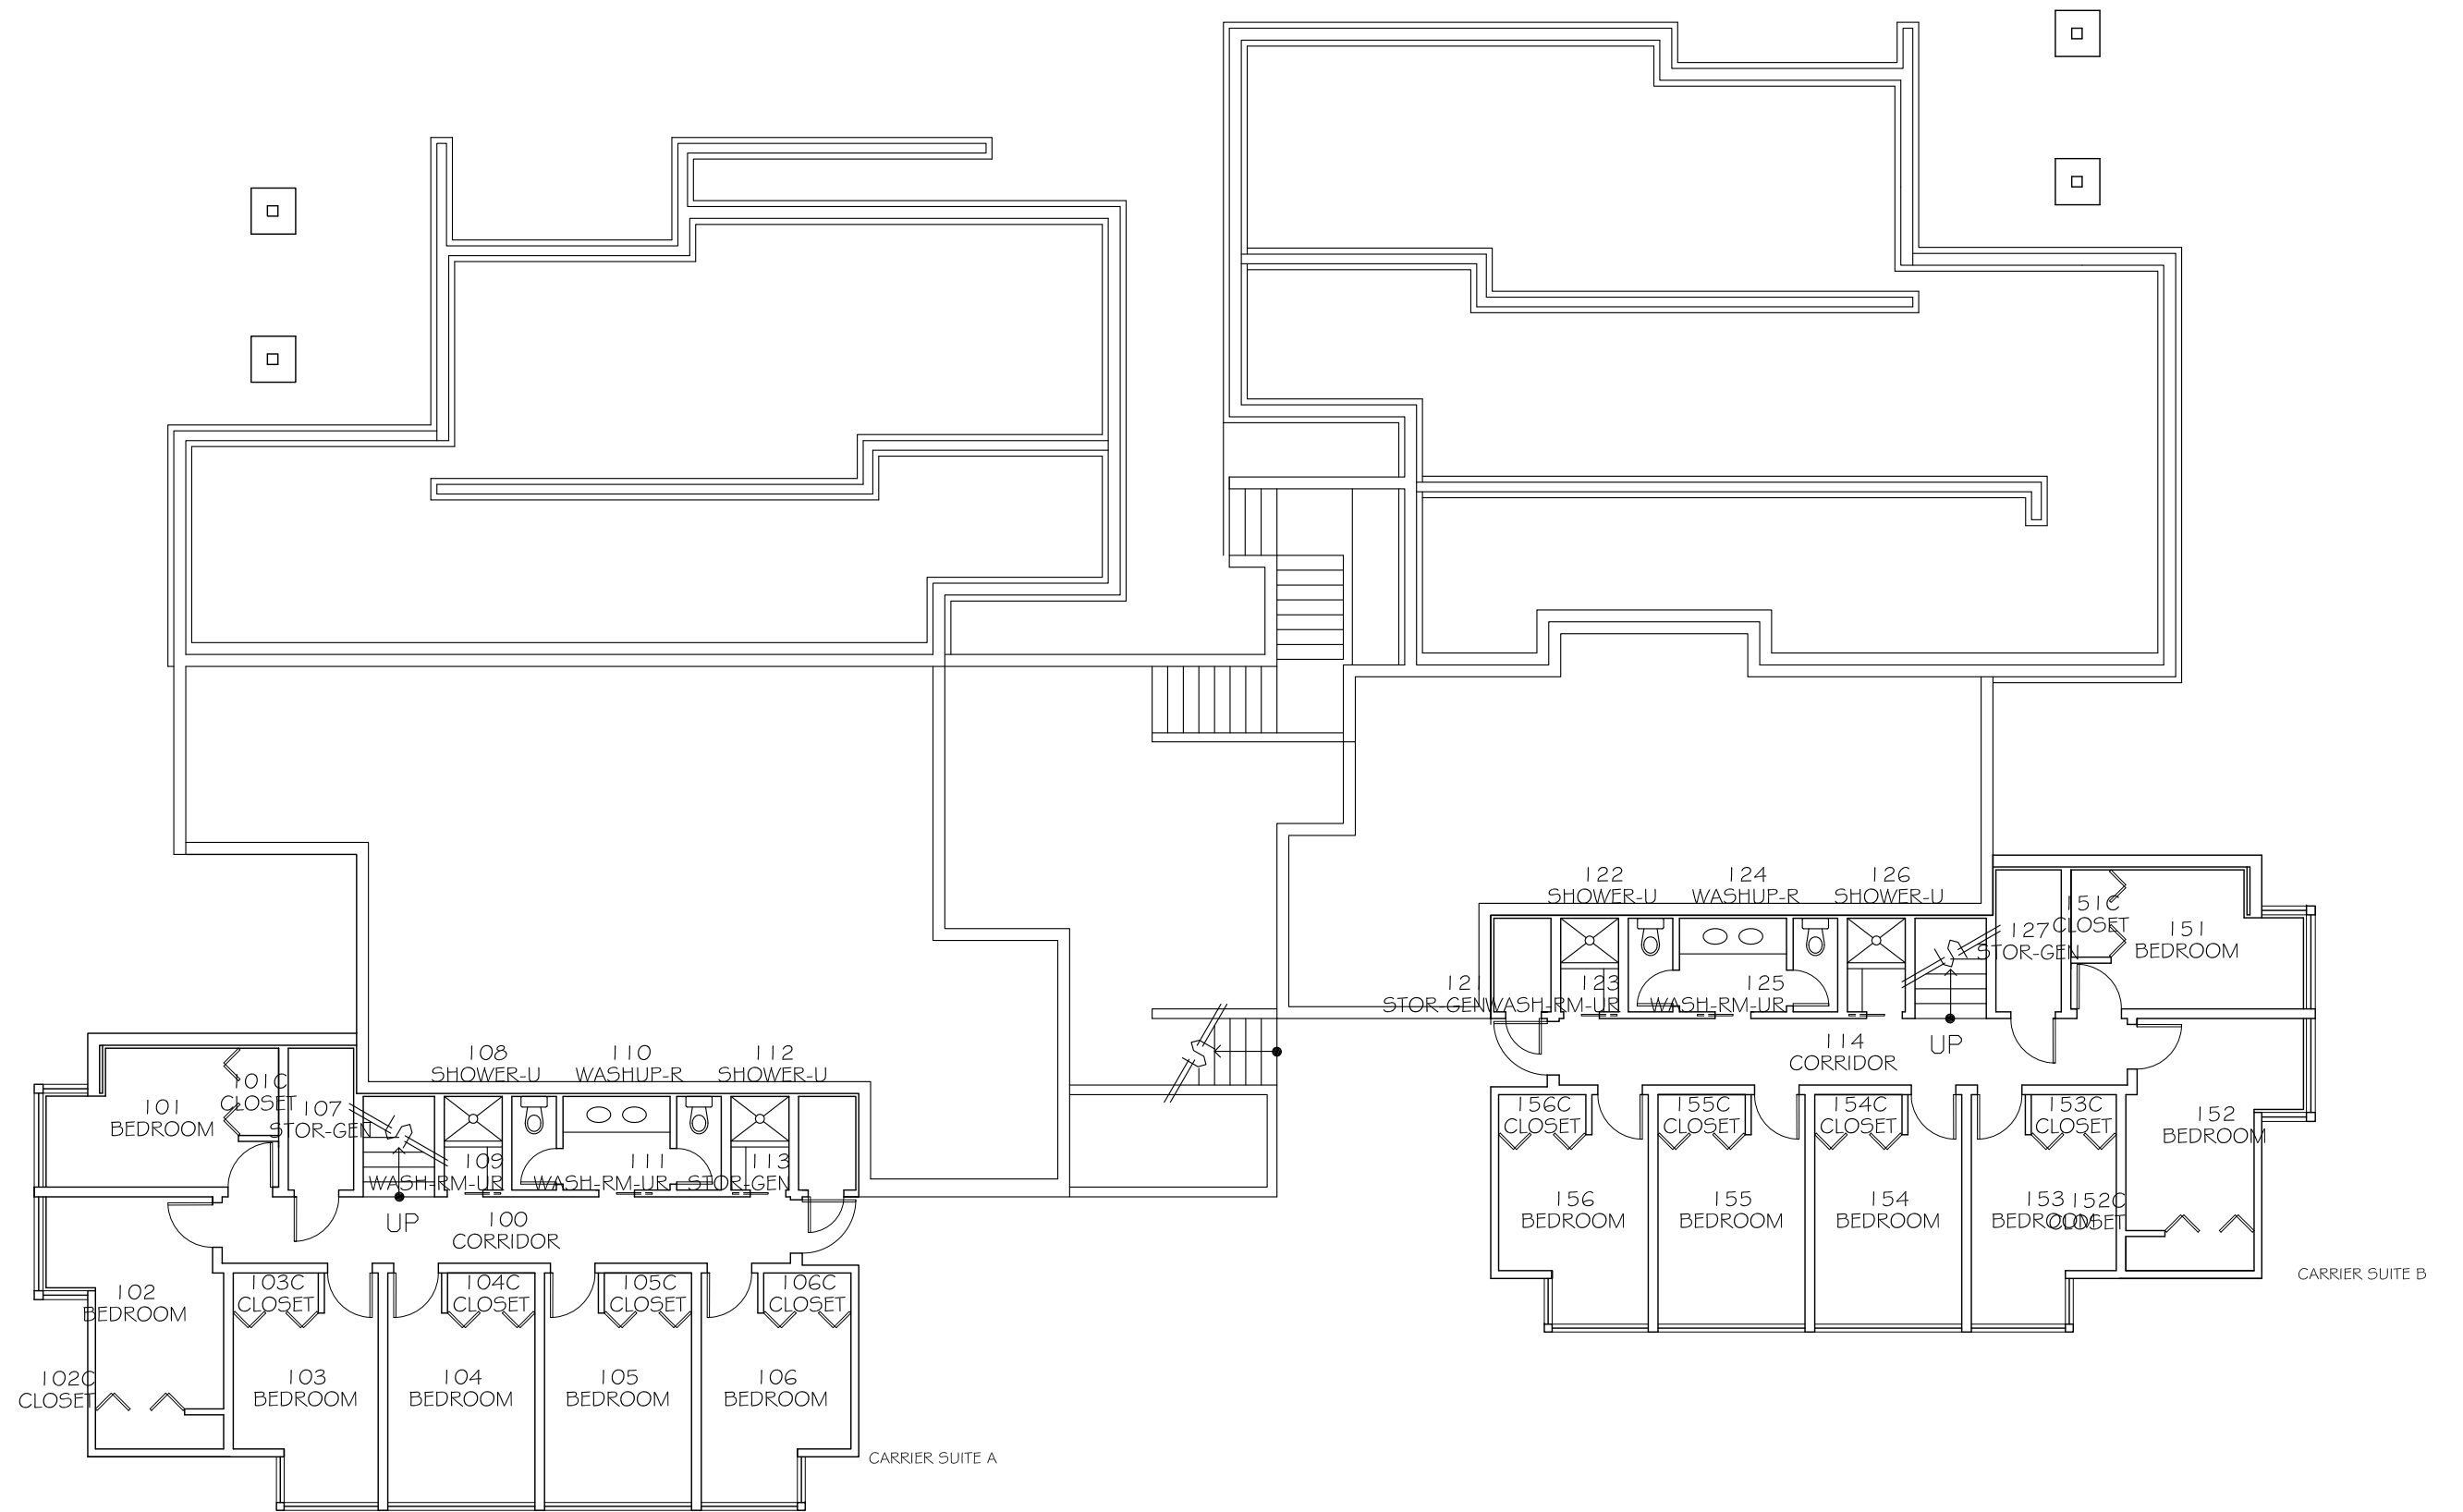 122
SHOWER-U
124
WASHUP-R
126
SHOWER-U
151C
CLOSET
127
STOR-GEN
151
BEDROOM
121
STOR-GEN
123
WASH-RM-UR
125
WASH-RM-UR
114
CORRIDOR
UP
108
SHOWER-U
110
WASHUP-R
112
SHOWER-U
101C
CLOSET
101
BEDROOM
107
STOR-GEN
156C
CLOSET
155C
CLOSET
154C
CLOSET
153C
CLOSET
152
BEDROOM
109
WASH-RM-UR
111
WASH-RM-UR
113
STOR-GEN
UP
100
CORRIDOR
156
BEDROOM
155
BEDROOM
154
BEDROOM
153
BEDROOM
152C
CLOSET
CARRIER SUITE B
102
BEDROOM
103C
CLOSET
104C
CLOSET
105C
CLOSET
106C
CLOSET
102C
CLOSET
103
BEDROOM
104
BEDROOM
105
BEDROOM
106
BEDROOM
CARRIER SUITE A